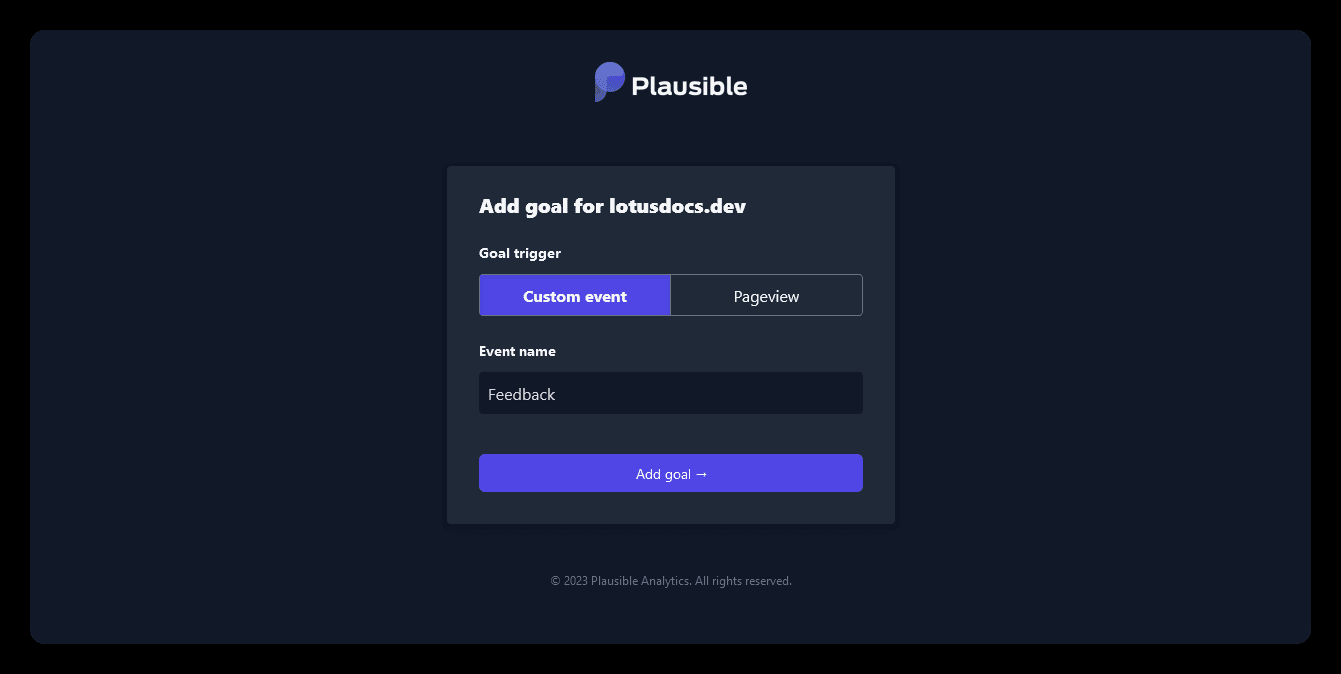 Plausible
Add goal for lotusdocs.dev
Goal trigger
Custom event Pageview
Event name
Feedback
Add goal →
© 2023 Plausible Analytics. All rights reserved.